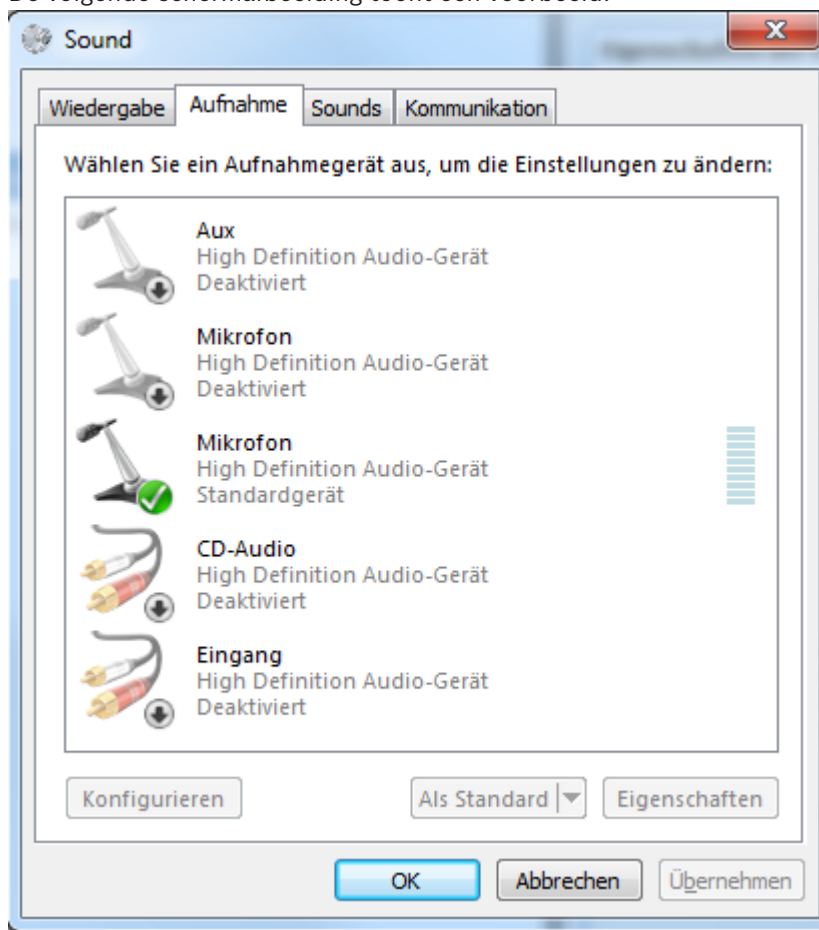 Sound
Wiedergabe Aufnahme Sounds Kommunikation
Wählen Sie ein Aufnahmegerät aus, um die Einstellungen zu ändern:
Aux
High Definition Audio-Gerät
Deaktiviert
Mikrofon
High Definition Audio-Gerät
Deaktiviert
Mikrofon
High Definition Audio-Gerät
Standardgerät
CD-Audio
High Definition Audio-Gerät
Deaktiviert
Eingang
High Definition Audio-Gerät
Deaktiviert
Konfigurieren Als Standard Eigenschaften
OK Abbrechen Übernehmen